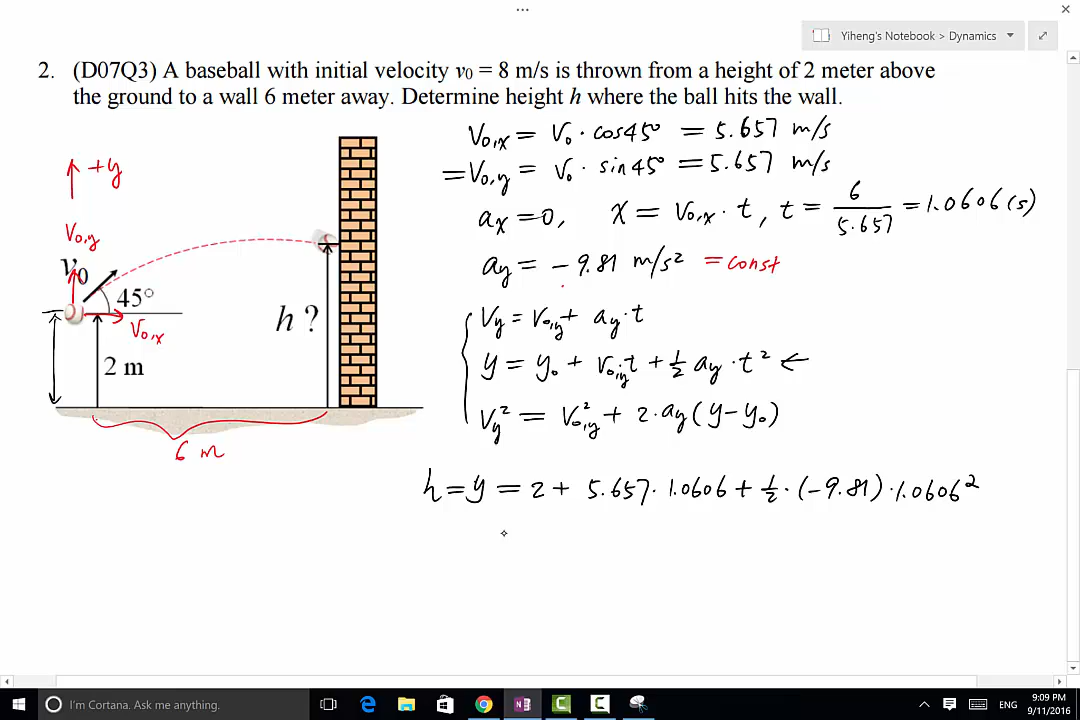 Yiheng's Notebook > Dynamics
2. (D07Q3) A baseball with initial velocity v0 = 8 m/s is thrown from a height of 2 meter above
the ground to a wall 6 meter away. Determine height h where the ball hits the wall.
+y
V0,y
v0
45°
V0,x
2 m
h ?
6 m
V0,x = V0 · cos45° = 5.657 m/s
= V0,y = V0 · sin45° = 5.657 m/s
ax = 0, x = V0,x · t, t = 6/5.657 = 1.0606 (s)
ay = -9.81 m/s² = const
Vy = V0,y + ay·t
y = y0 + V0,y t + ½ ay · t² ←
Vy² = V0,y² + 2·ay(y - y0)
h = y = 2 + 5.657 · 1.0606 + ½ · (-9.81) · 1.0606²
I'm Cortana. Ask me anything.
ENG
9:09 PM
9/11/2016